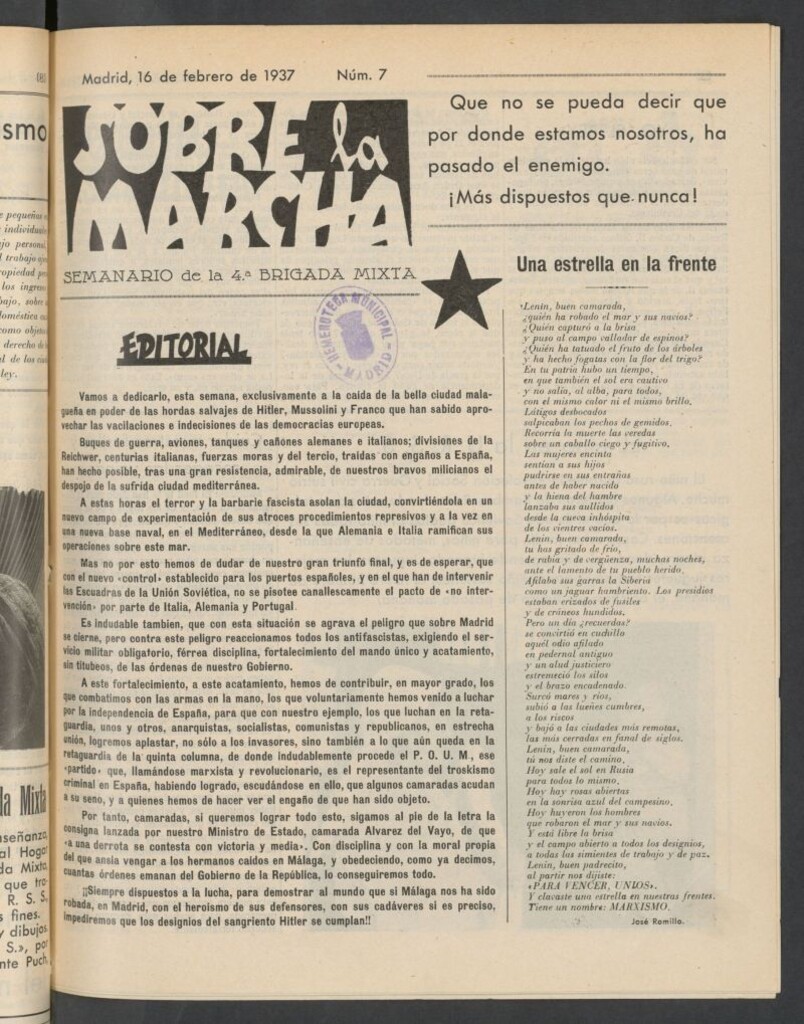 Madrid, 16 de febrero de 1937 Núm. 7
SOBRE la
MARCHA
SEMANARIO de la 4.ª BRIGADA MIXTA
Que no se pueda decir que
por donde estamos nosotros, ha
pasado el enemigo.
¡Más dispuestos que nunca!
HEMEROTECA MUNICIPAL
MADRID
EDITORIAL
Vamos a dedicarlo, esta semana, exclusivamente a la caída de la bella ciudad mala-
gueña en poder de las hordas salvajes de Hitler, Mussolini y Franco que han sabido apro-
vechar las vacilaciones e indecisiones de las democracias europeas.
Buques de guerra, aviones, tanques y cañones alemanes e italianos; divisiones de la
Reichwer, centurias italianas, fuerzas moras y del tercio, traídas con engaños a España,
han hecho posible, tras una gran resistencia, admirable, de nuestros bravos milicianos el
despojo de la sufrida ciudad mediterránea.
A estas horas el terror y la barbarie fascista asolan la ciudad, convirtiéndola en un
nuevo campo de experimentación de sus atroces procedimientos represivos y a la vez en
una nueva base naval, en el Mediterráneo, desde la que Alemania e Italia ramifican sus
operaciones sobre este mar.
Mas no por esto hemos de dudar de nuestro gran triunfo final, y es de esperar, que
con el nuevo «control» establecido para los puertos españoles, y en el que han de intervenir
las Escuadras de la Unión Soviética, no se pisotee canallescamente el pacto de «no inter-
vención» por parte de Italia, Alemania y Portugal.
Es indudable tambien, que con esta situación se agrava el peligro que sobre Madrid
se cierne, pero contra este peligro reaccionamos todos los antifascistas, exigiendo el ser-
vicio militar obligatorio, férrea disciplina, fortalecimiento del mando único y acatamiento,
sin titubeos, de las órdenes de nuestro Gobierno.
A este fortalecimiento, a este acatamiento, hemos de contribuir, en mayor grado, los
que combatimos con las armas en la mano, los que voluntariamente hemos venido a luchar
por la independencia de España, para que con nuestro ejemplo, los que luchan en la reta-
guardia, unos y otros, anarquistas, socialistas, comunistas y republicanos, en estrecha
unión, logremos aplastar, no sólo a los invasores, sino también a lo que aún queda en la
retaguardia de la quinta columna, de donde indudablemente procede el P. O. U. M., ese
«partido» que, llamándose marxista y revolucionario, es el representante del troskismo
criminal en España, habiendo logrado, escudándose en ello, que algunos camaradas acudan
a su seno, y a quienes hemos de hacer ver el engaño de que han sido objeto.
Por tanto, camaradas, si queremos lograr todo esto, sigamos al pie de la letra la
consigna lanzada por nuestro Ministro de Estado, camarada Alvarez del Vayo, de que
«a una derrota se contesta con victoria y media». Con disciplina y con la moral propia
del que ansía vengar a los hermanos caídos en Málaga, y obedeciendo, como ya decimos,
cuantas órdenes emanan del Gobierno de la República, lo conseguiremos todo.
¡¡Siempre dispuestos a la lucha, para demostrar al mundo que si Málaga nos ha sido
robada, en Madrid, con el heroismo de sus defensores, con sus cadáveres si es preciso,
impediremos que los designios del sangriento Hitler se cumplan!!
Una estrella en la frente
Lenin, buen camarada,
¿quién ha robado el mar y sus navíos?
¿Quién capturó a la brisa
y puso al campo vallodar de espinos?
¿Quién ha tatuado el fruto de los árboles
y ha hecho fogatas con la flor del trigo?
En tu patria hubo un tiempo,
en que también el sol era cautivo
y no salía, al alba, para todos,
con el mismo calor ni el mismo brillo.
Látigos desbocados
salpicaban los pechos de gemidos.
Recorría la muerte las veredas
sobre un caballo ciego y fugitivo.
Las mujeres encinta
sentían a sus hijos
pudrirse en sus entrañas
antes de haber nacido
y la hiena del hambre
lanzaba sus aullidos
desde la cueva inhóspita
de los vientres vacíos.
Lenin, buen camarada,
tu has gritado de frío,
de rabia y de vergüenza, muchas noches,
ante el lamento de tu pueblo herido.
Afilaba sus garras la Siberia
como un jaguar hambriento. Los presidios
estaban erizados de fusiles
y de cráneos hundidos.
Pero un día ¿recuerdas?
se convirtió en cuchillo
aquél odio afilado
en pedernal antiguo
y un alud justiciero
estremeció los silos
y el brazo encadenado.
Surcó mares y ríos,
subió a las lueñes cumbres,
a los riscos
y bajó a las ciudades más remotas,
las más cerradas en fanal de siglos.
Lenin, buen camarada,
tú nos diste el camino.
Hoy sale el sol en Rusia
para todos lo mismo.
Hoy hay rosas abiertas
en la sonrisa azul del campesino.
Hoy huyeron los hombres
que robaran el mar y sus navíos.
Y está libre la brisa
y el campo abierto a todos los designios,
a todas las simientes de trabajo y de paz.
Lenin, buen padrecito,
al partir nos dijiste:
«PARA VENCER, UNIOS».
Y clavaste una estrella en nuestras frentes.
Tiene un nombre: MARXISMO.
José Ramillo.